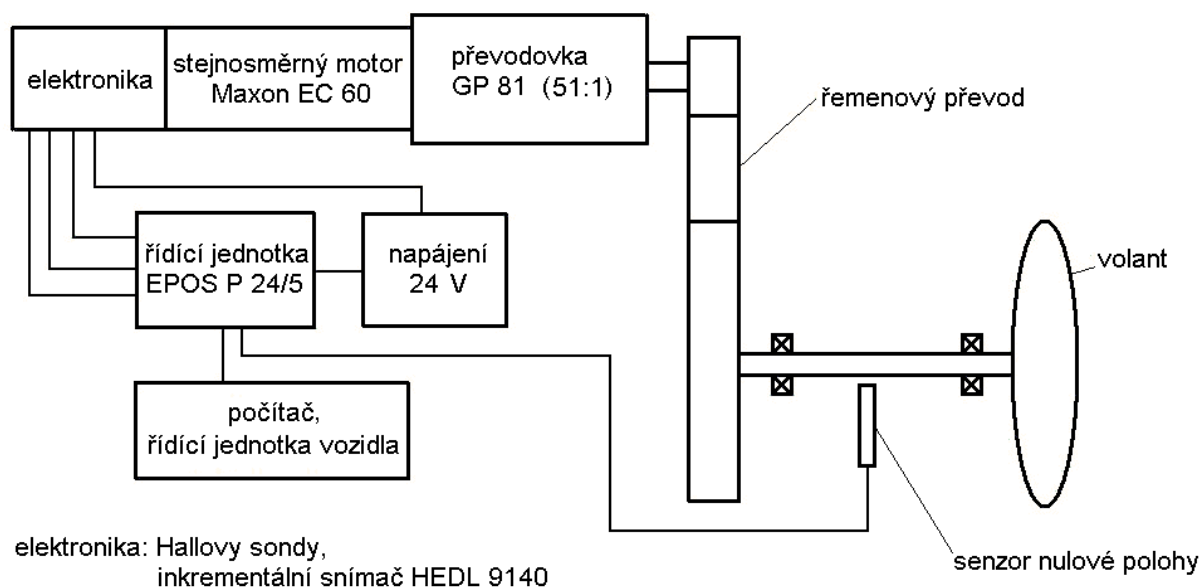 elektronika
stejnosměrný motor
Maxon EC 60
převodovka
GP 81 (51:1)
řemenový převod
řídící jednotka
EPOS P 24/5
napájení
24 V
volant
počítač,
řídící jednotka vozidla
senzor nulové polohy
elektronika: Hallovy sondy,
inkrementální snímač HEDL 9140